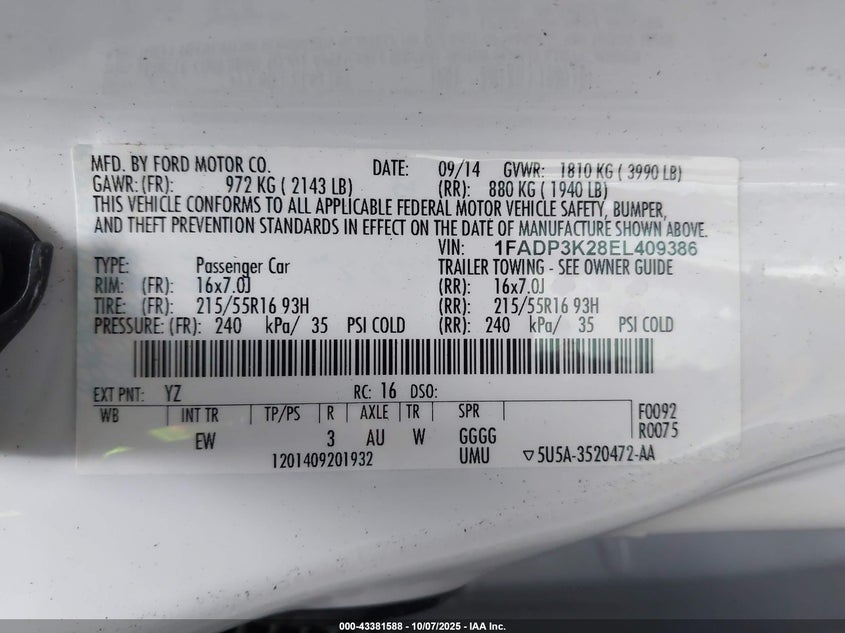 MFD. BY FORD MOTOR CO. DATE: 09/14 GVWR: 1810 KG ( 3990 LB)
GAWR: (FR): 972 KG ( 2143 LB) (RR): 880 KG ( 1940 LB)
THIS VEHICLE CONFORMS TO ALL APPLICABLE FEDERAL MOTOR VEHICLE SAFETY, BUMPER,
AND THEFT PREVENTION STANDARDS IN EFFECT ON THE DATE OF MANUFACTURE SHOWN ABOVE.
VIN: 1FADP3K28EL409386
TYPE: Passenger Car TRAILER TOWING - SEE OWNER GUIDE
RIM: (FR): 16x7.0J (RR): 16x7.0J
TIRE: (FR): 215/55R16 93H (RR): 215/55R16 93H
PRESSURE: (FR): 240 kPa/ 35 PSI COLD (RR): 240 kPa/ 35 PSI COLD
EXT PNT: YZ RC: 16 DSO:
WB INT TR TP/PS R AXLE TR SPR F0092
EW 3 AU W GGGG R0075
1201409201932 UMU ▽5U5A-3520472-AA
000-43381588 - 10/07/2025 - IAA Inc.